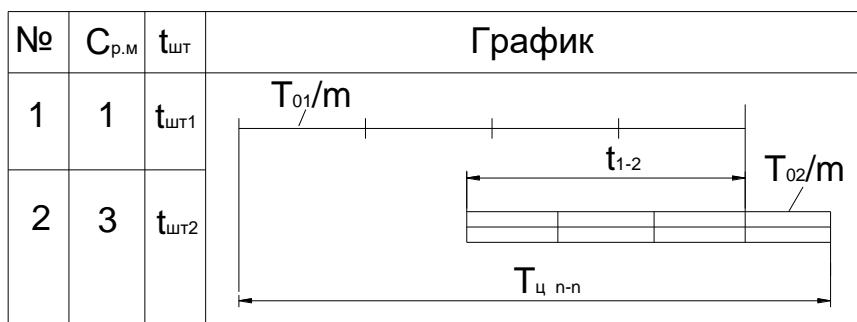 № Cр.м tшт График
T01/m
1 1 tшт1
t1-2
T02/m
2 3 tшт2
Tц п-п